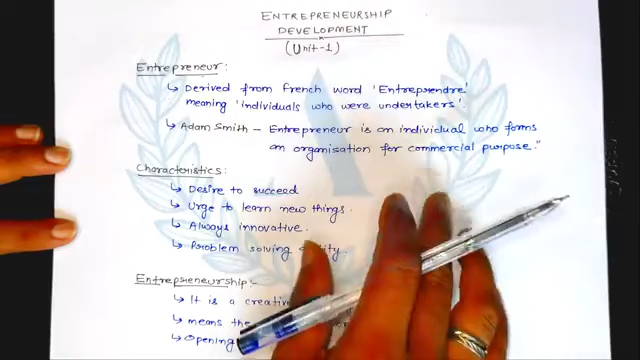 ENTREPRENEURSHIP
DEVELOPMENT
(Unit-1)
Entrepreneur:
↳ Derived from French word 'Entreprendre'
meaning 'individuals who were undertakers'.
↳ Adam Smith - Entrepreneur is an individual who forms
an organisation for commercial purpose."
Characteristics:
↳ Desire to succeed
↳ Urge to learn new things.
↳ Always innovative.
↳ Problem solving
Entrepreneurship:-
↳ It is a creative
↳ means the
↳ Opening